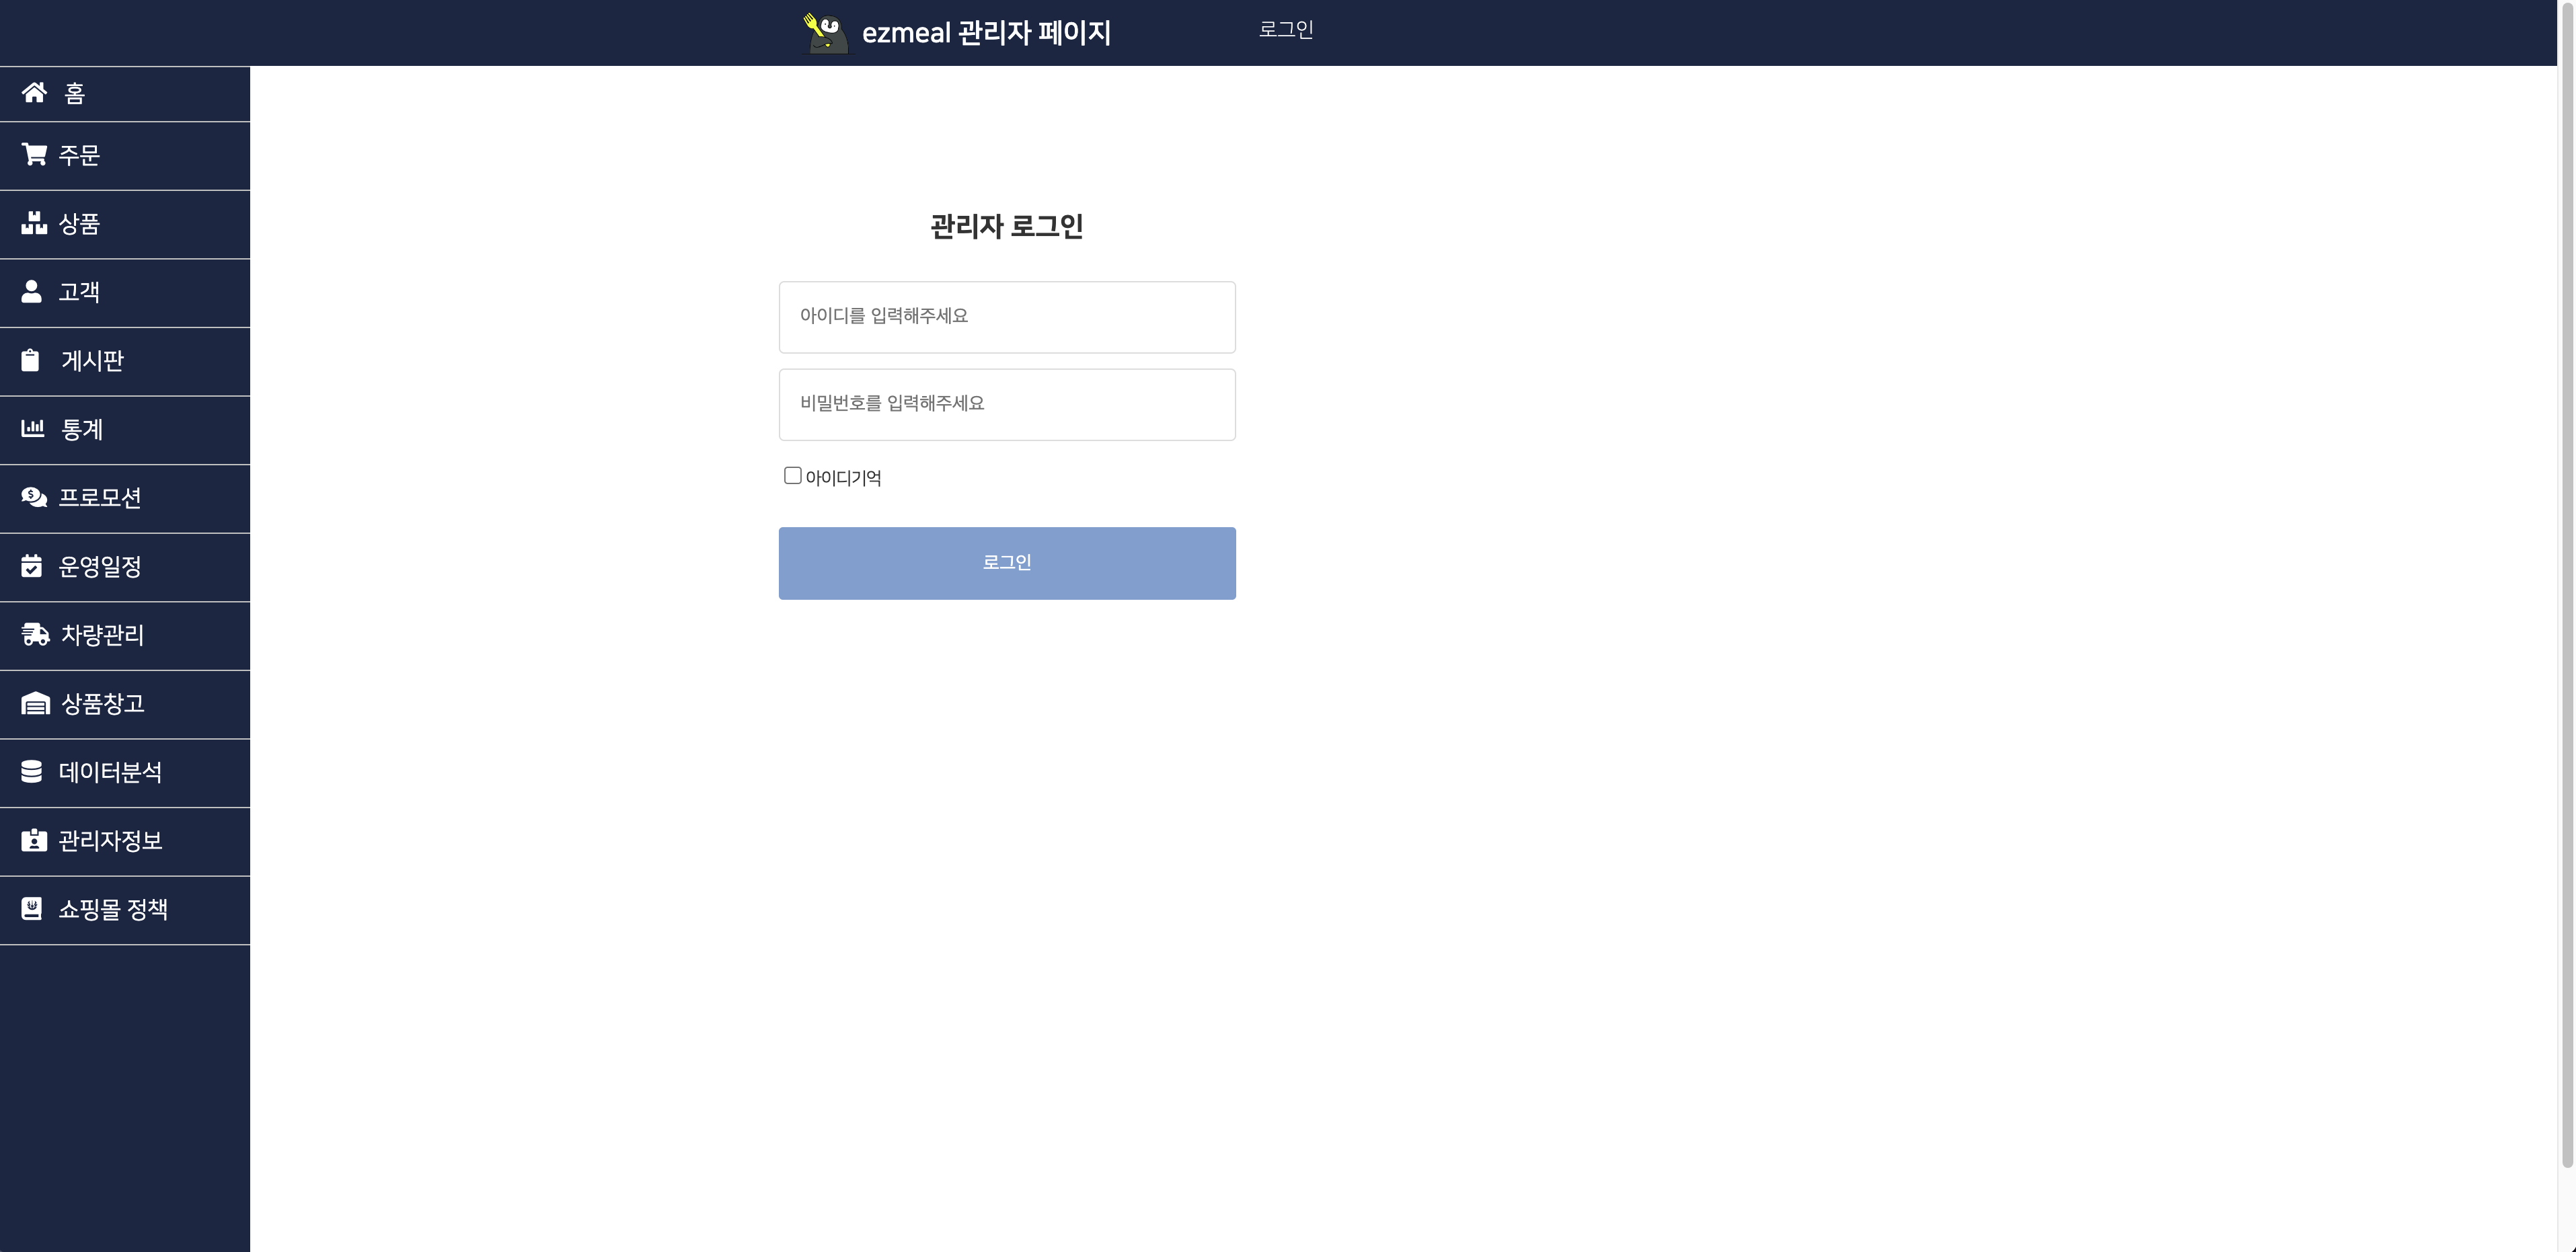 ezmeal 관리자 페이지
로그인
홈
주문
상품
고객
게시판
통계
프로모션
운영일정
차량관리
상품창고
데이터분석
관리자정보
쇼핑몰 정책
관리자 로그인
아이디를 입력해주세요
비밀번호를 입력해주세요
아이디기억
로그인